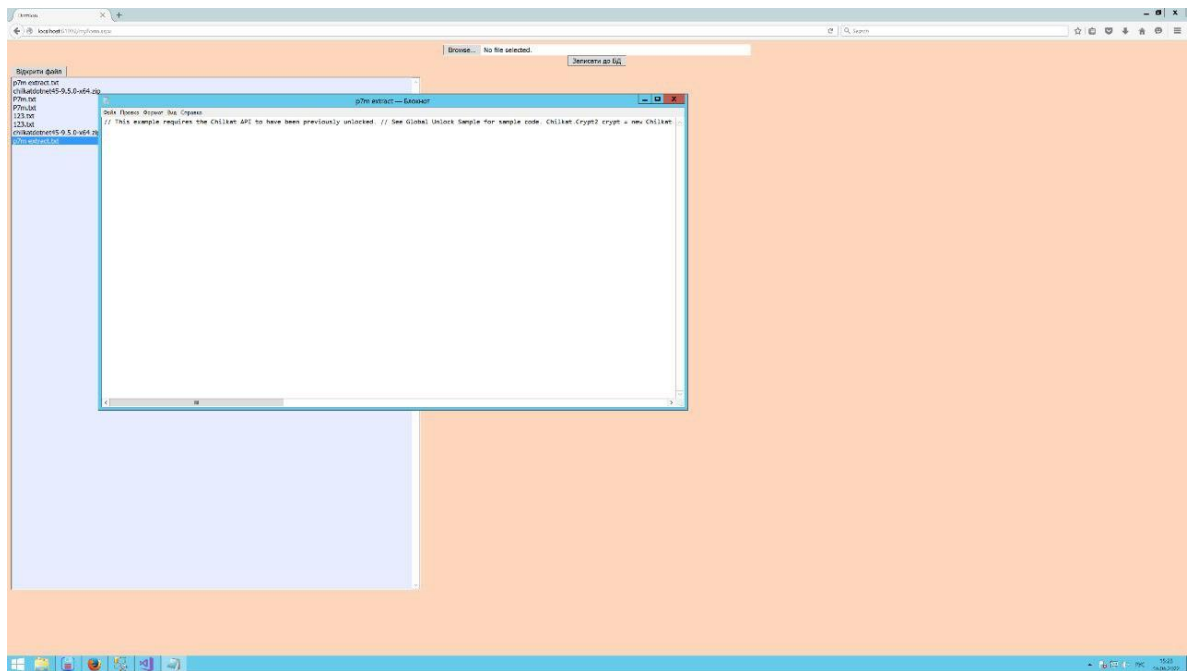 localhost
Search
Browse... No file selected.
Записати до БД
Відкрити файл
p7m extract.txt
chilkatdotnet45-9.5.0-x64.zip
P7m.txt
P7m.txt
123.txt
123.txt
chilkatdotnet45-9.5.0-x64.zip
p7m extract.txt
p7m extract — Блокнот
Файл Правка Формат Вид Справка
// This example requires the Chilkat API to have been previously unlocked. // See Global Unlock Sample for sample code. Chilkat.Crypt2 crypt = new Chilkat
РУС